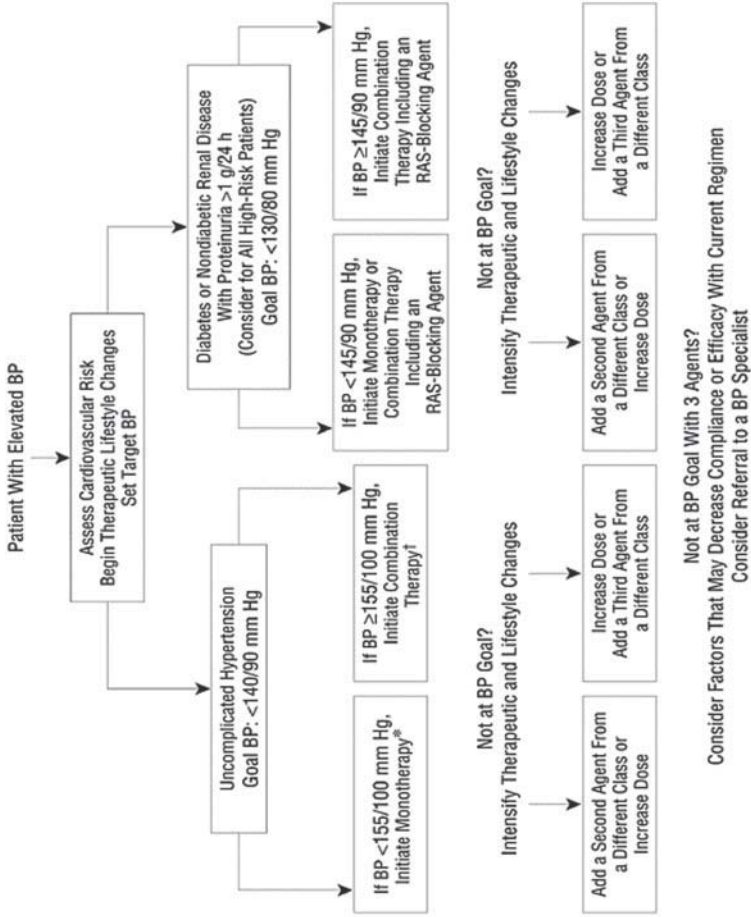 Patient With Elevated BP
Assess Cardiovascular Risk
Begin Therapeutic Lifestyle Changes
Set Target BP
Uncomplicated Hypertension
Goal BP: <140/90 mm Hg
Diabetes or Nondiabetic Renal Disease
With Proteinuria >1 g/24 h
(Consider for All High-Risk Patients)
Goal BP: <130/80 mm Hg
If BP <155/100 mm Hg,
Initiate Monotherapy*
If BP ≥155/100 mm Hg,
Initiate Combination
Therapy†
If BP <145/90 mm Hg,
Initiate Monotherapy or
Combination Therapy
Including an
RAS-Blocking Agent
If BP ≥145/90 mm Hg,
Initiate Combination
Therapy Including an
RAS-Blocking Agent
Not at BP Goal?
Intensify Therapeutic and Lifestyle Changes
Not at BP Goal?
Intensify Therapeutic and Lifestyle Changes
Add a Second Agent From
a Different Class or
Increase Dose
Increase Dose or
Add a Third Agent From
a Different Class
Add a Second Agent From
a Different Class or
Increase Dose
Increase Dose or
Add a Third Agent From
a Different Class
Not at BP Goal With 3 Agents?
Consider Factors That May Decrease Compliance or Efficacy With Current Regimen
Consider Referral to a BP Specialist